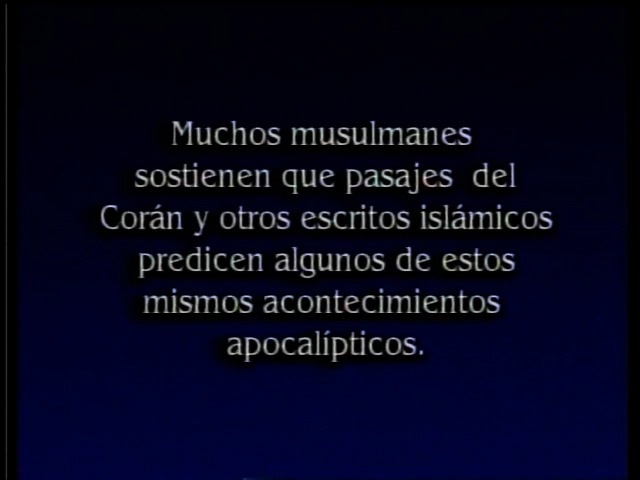 Muchos musulmanes
sostienen que pasajes del
Corán y otros escritos islámicos
predicen algunos de estos
mismos acontecimientos
apocalípticos.